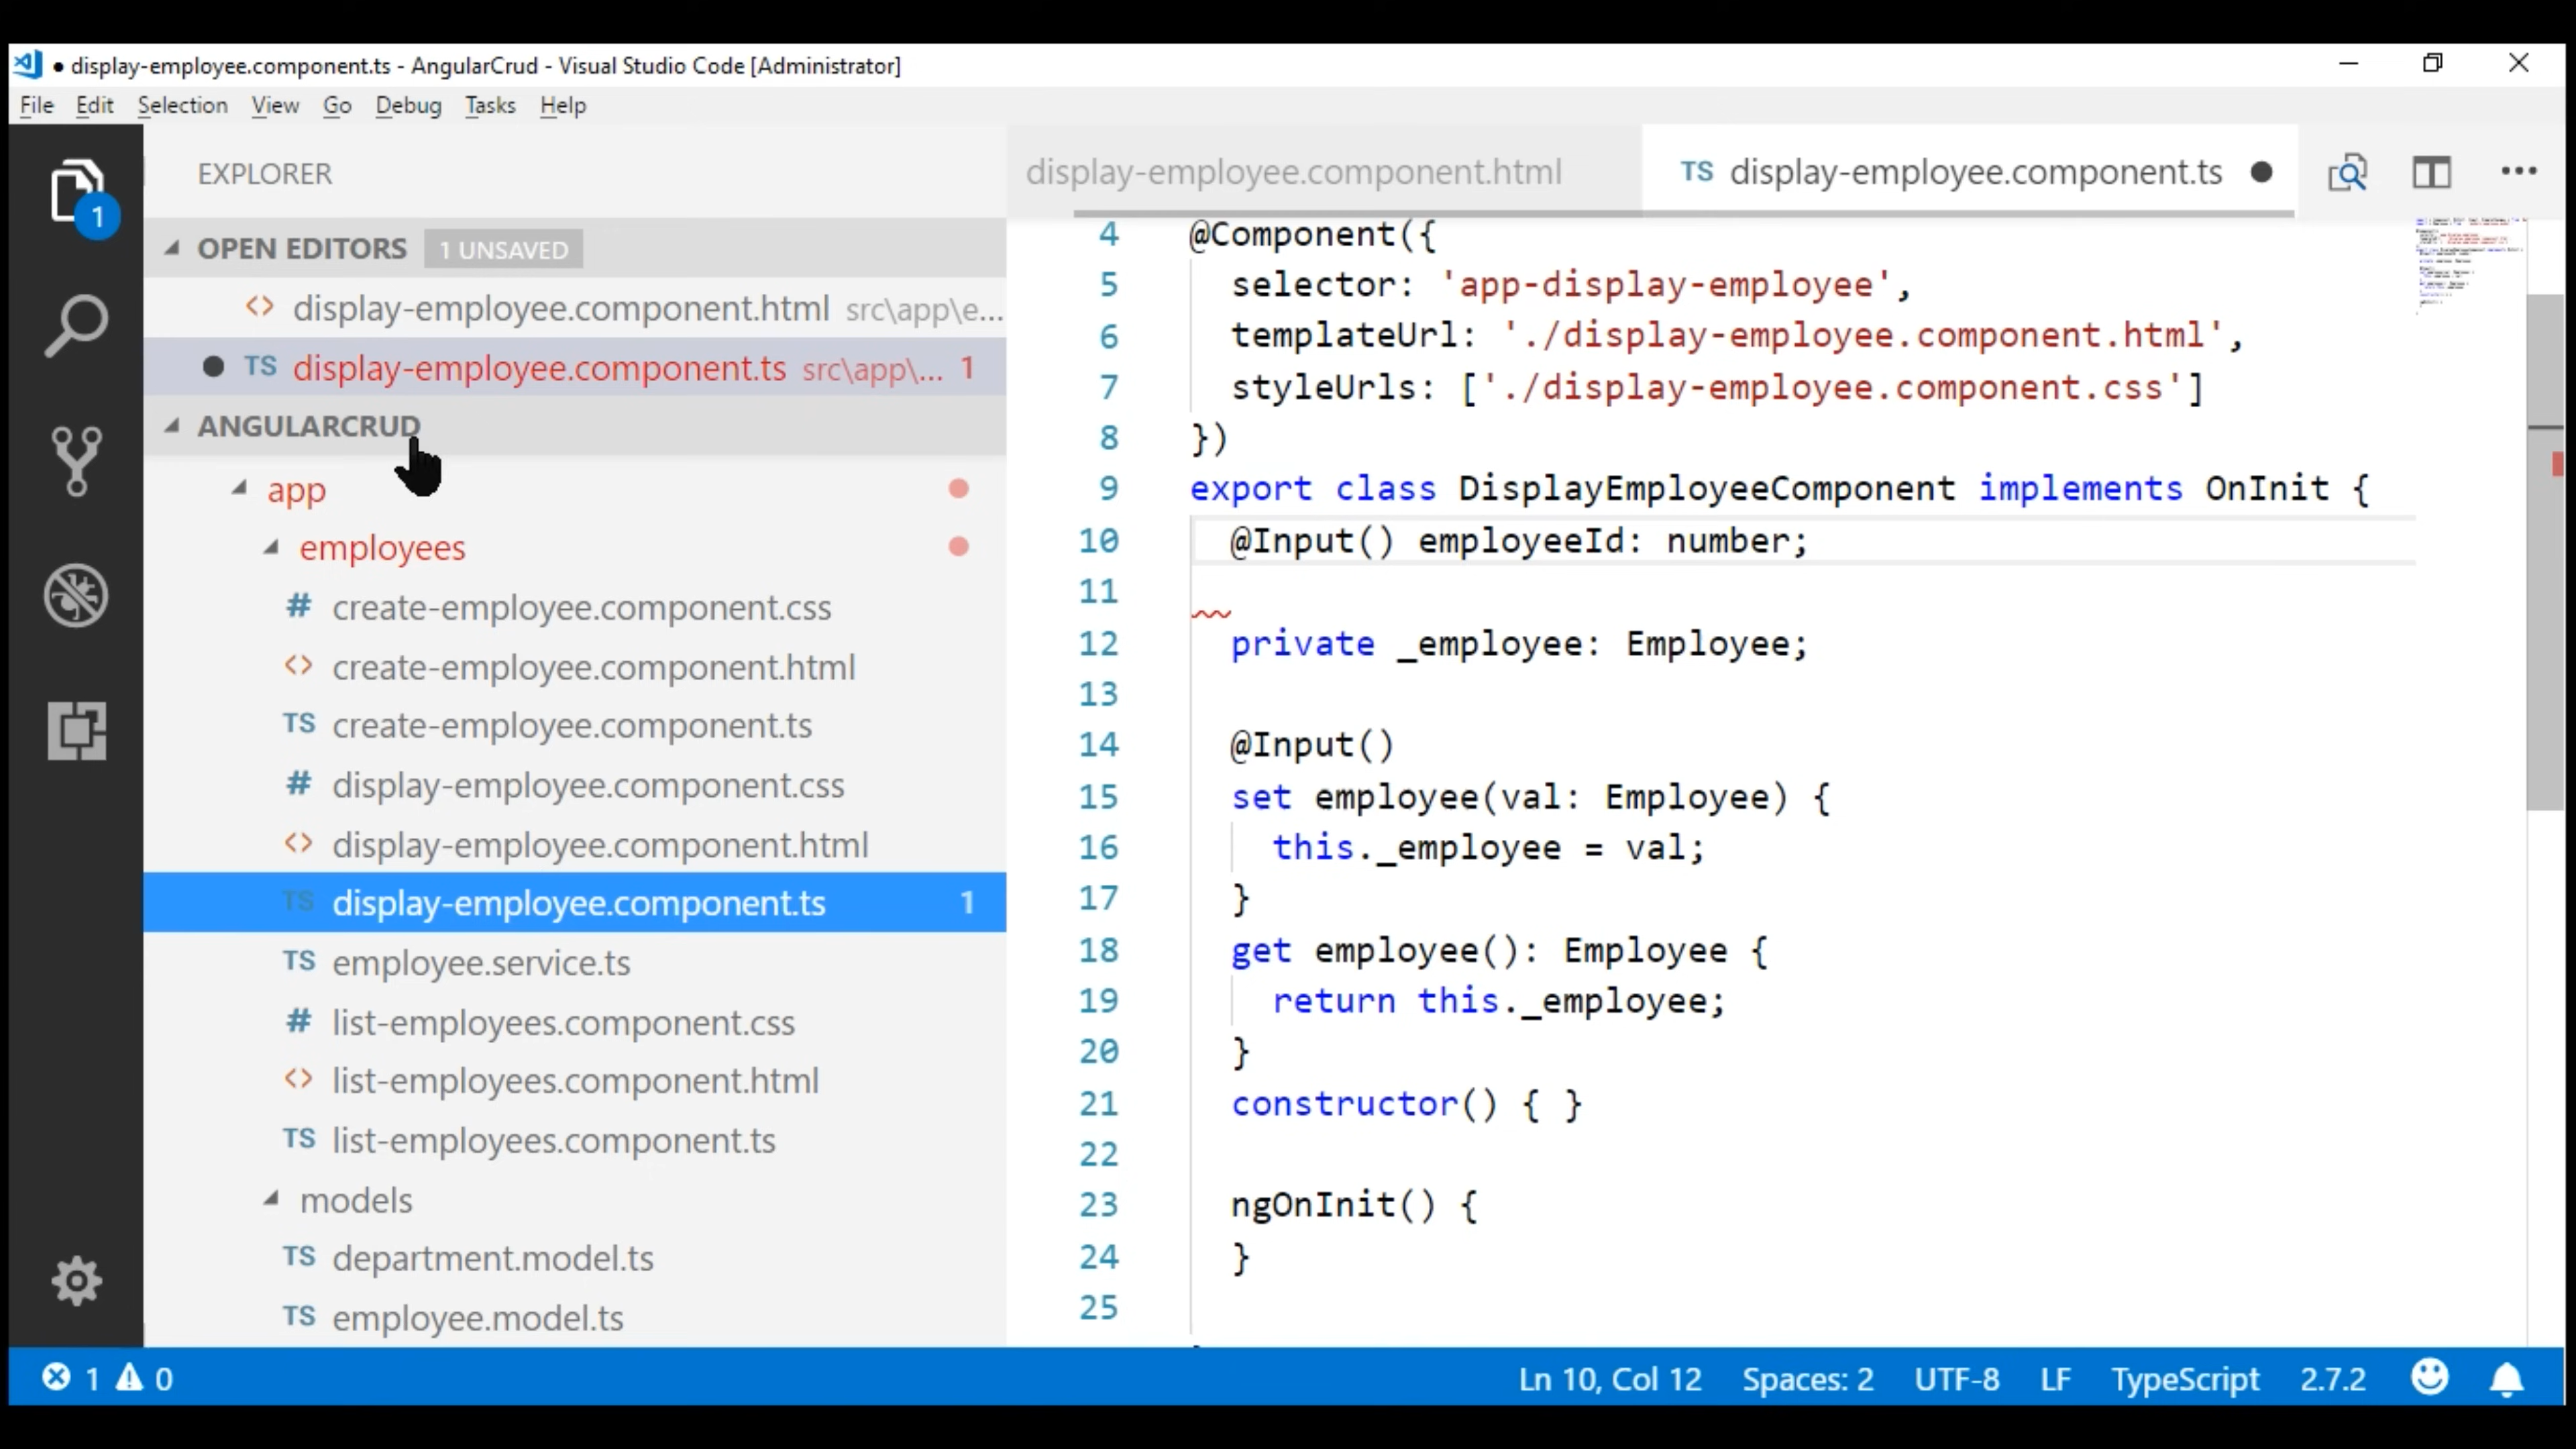 ● display-employee.component.ts - AngularCrud - Visual Studio Code [Administrator]
File Edit Selection View Go Debug Tasks Help
1
EXPLORER
OPEN EDITORS 1 UNSAVED
<> display-employee.component.html src\app\e...
● TS display-employee.component.ts src\app\... 1
ANGULARCRUD
app
employees
# create-employee.component.css
<> create-employee.component.html
TS create-employee.component.ts
# display-employee.component.css
<> display-employee.component.html
TS display-employee.component.ts 1
TS employee.service.ts
# list-employees.component.css
<> list-employees.component.html
TS list-employees.component.ts
models
TS department.model.ts
TS employee.model.ts
display-employee.component.html
TS display-employee.component.ts ●
4 @Component({
5 selector: 'app-display-employee',
6 templateUrl: './display-employee.component.html',
7 styleUrls: ['./display-employee.component.css']
8 })
9 export class DisplayEmployeeComponent implements OnInit {
10 @Input() employeeId: number;
11
12 private _employee: Employee;
13
14 @Input()
15 set employee(val: Employee) {
16 this._employee = val;
17 }
18 get employee(): Employee {
19 return this._employee;
20 }
21 constructor() { }
22
23 ngOnInit() {
24 }
25
1 0
Ln 10, Col 12 Spaces: 2 UTF-8 LF TypeScript 2.7.2